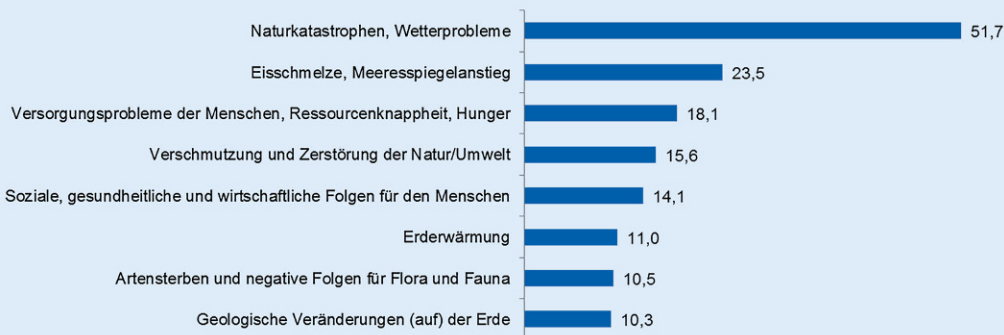 Naturkatastrophen, Wetterprobleme 51,7
Eisschmelze, Meeresspiegelanstieg 23,5
Versorgungsprobleme der Menschen, Ressourcenknappheit, Hunger 18,1
Verschmutzung und Zerstörung der Natur/Umwelt 15,6
Soziale, gesundheitliche und wirtschaftliche Folgen für den Menschen 14,1
Erderwärmung 11,0
Artensterben und negative Folgen für Flora und Fauna 10,5
Geologische Veränderungen (auf) der Erde 10,3